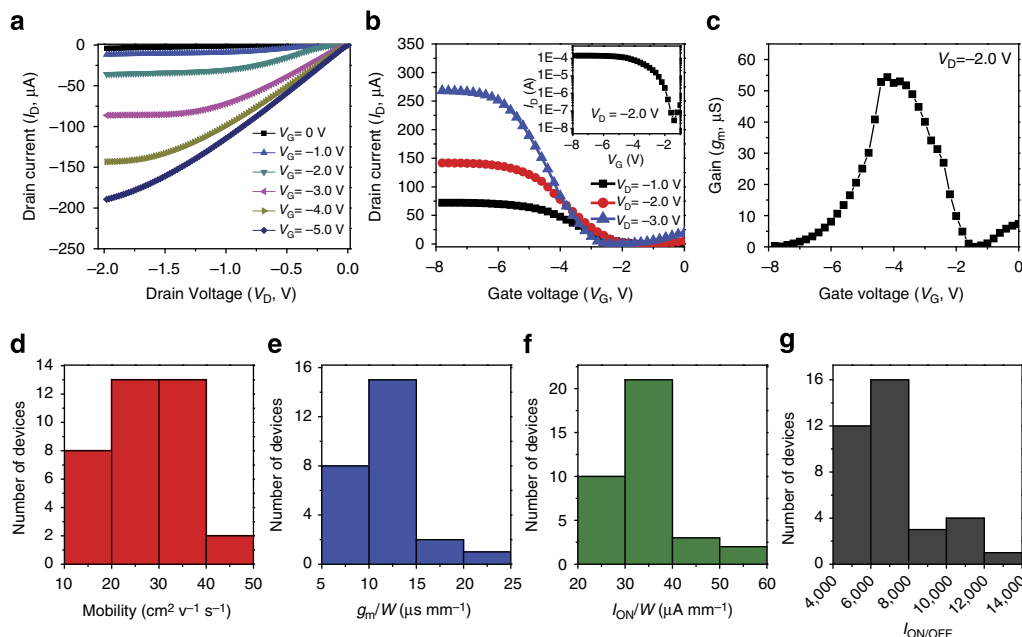 a
0
−50
−100
−150
−200
−250
Drain current (I_D, µA)
V_G= 0 V
V_G= −1.0 V
V_G= −2.0 V
V_G= −3.0 V
V_G= −4.0 V
V_G= −5.0 V
−2.0 −1.5 −1.0 −0.5 0.0
Drain Voltage (V_D, V)
b
350
300
250
200
150
100
50
0
Drain current (I_D, µA)
1E-3
1E-4
1E-5
1E-6
1E-7
1E-8
I_D (A)
V_D = −2.0 V
−8 −6 −4 −2
V_G (V)
V_D= −1.0 V
V_D= −2.0 V
V_D= −3.0 V
−8 −6 −4 −2 0
Gate voltage (V_G, V)
c
60
50
40
30
20
10
0
Gain (g_m, µS)
V_D=−2.0 V
−8 −6 −4 −2 0
Gate voltage (V_G, V)
d
14
12
10
8
6
4
2
0
Number of devices
10 20 30 40 50
Mobility (cm² v⁻¹ s⁻¹)
e
16
12
8
4
0
Number of devices
5 10 15 20 25
g_m/W (µs mm⁻¹)
f
20
15
10
5
0
Number of devices
20 30 40 50 60
I_ON/W (µA mm⁻¹)
g
16
12
8
4
0
Number of devices
4,000 6,000 8,000 10,000 12,000 14,000
I_ON/OFF